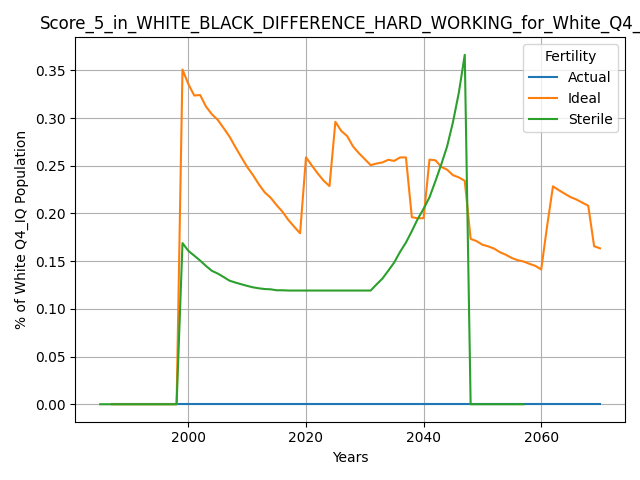 Score_5_in_WHITE_BLACK_DIFFERENCE_HARD_WORKING_for_White_Q4_
% of White Q4_IQ Population
0.35
0.30
0.25
0.20
0.15
0.10
0.05
0.00
Fertility
Actual
Ideal
Sterile
2000
2020
2040
2060
Years